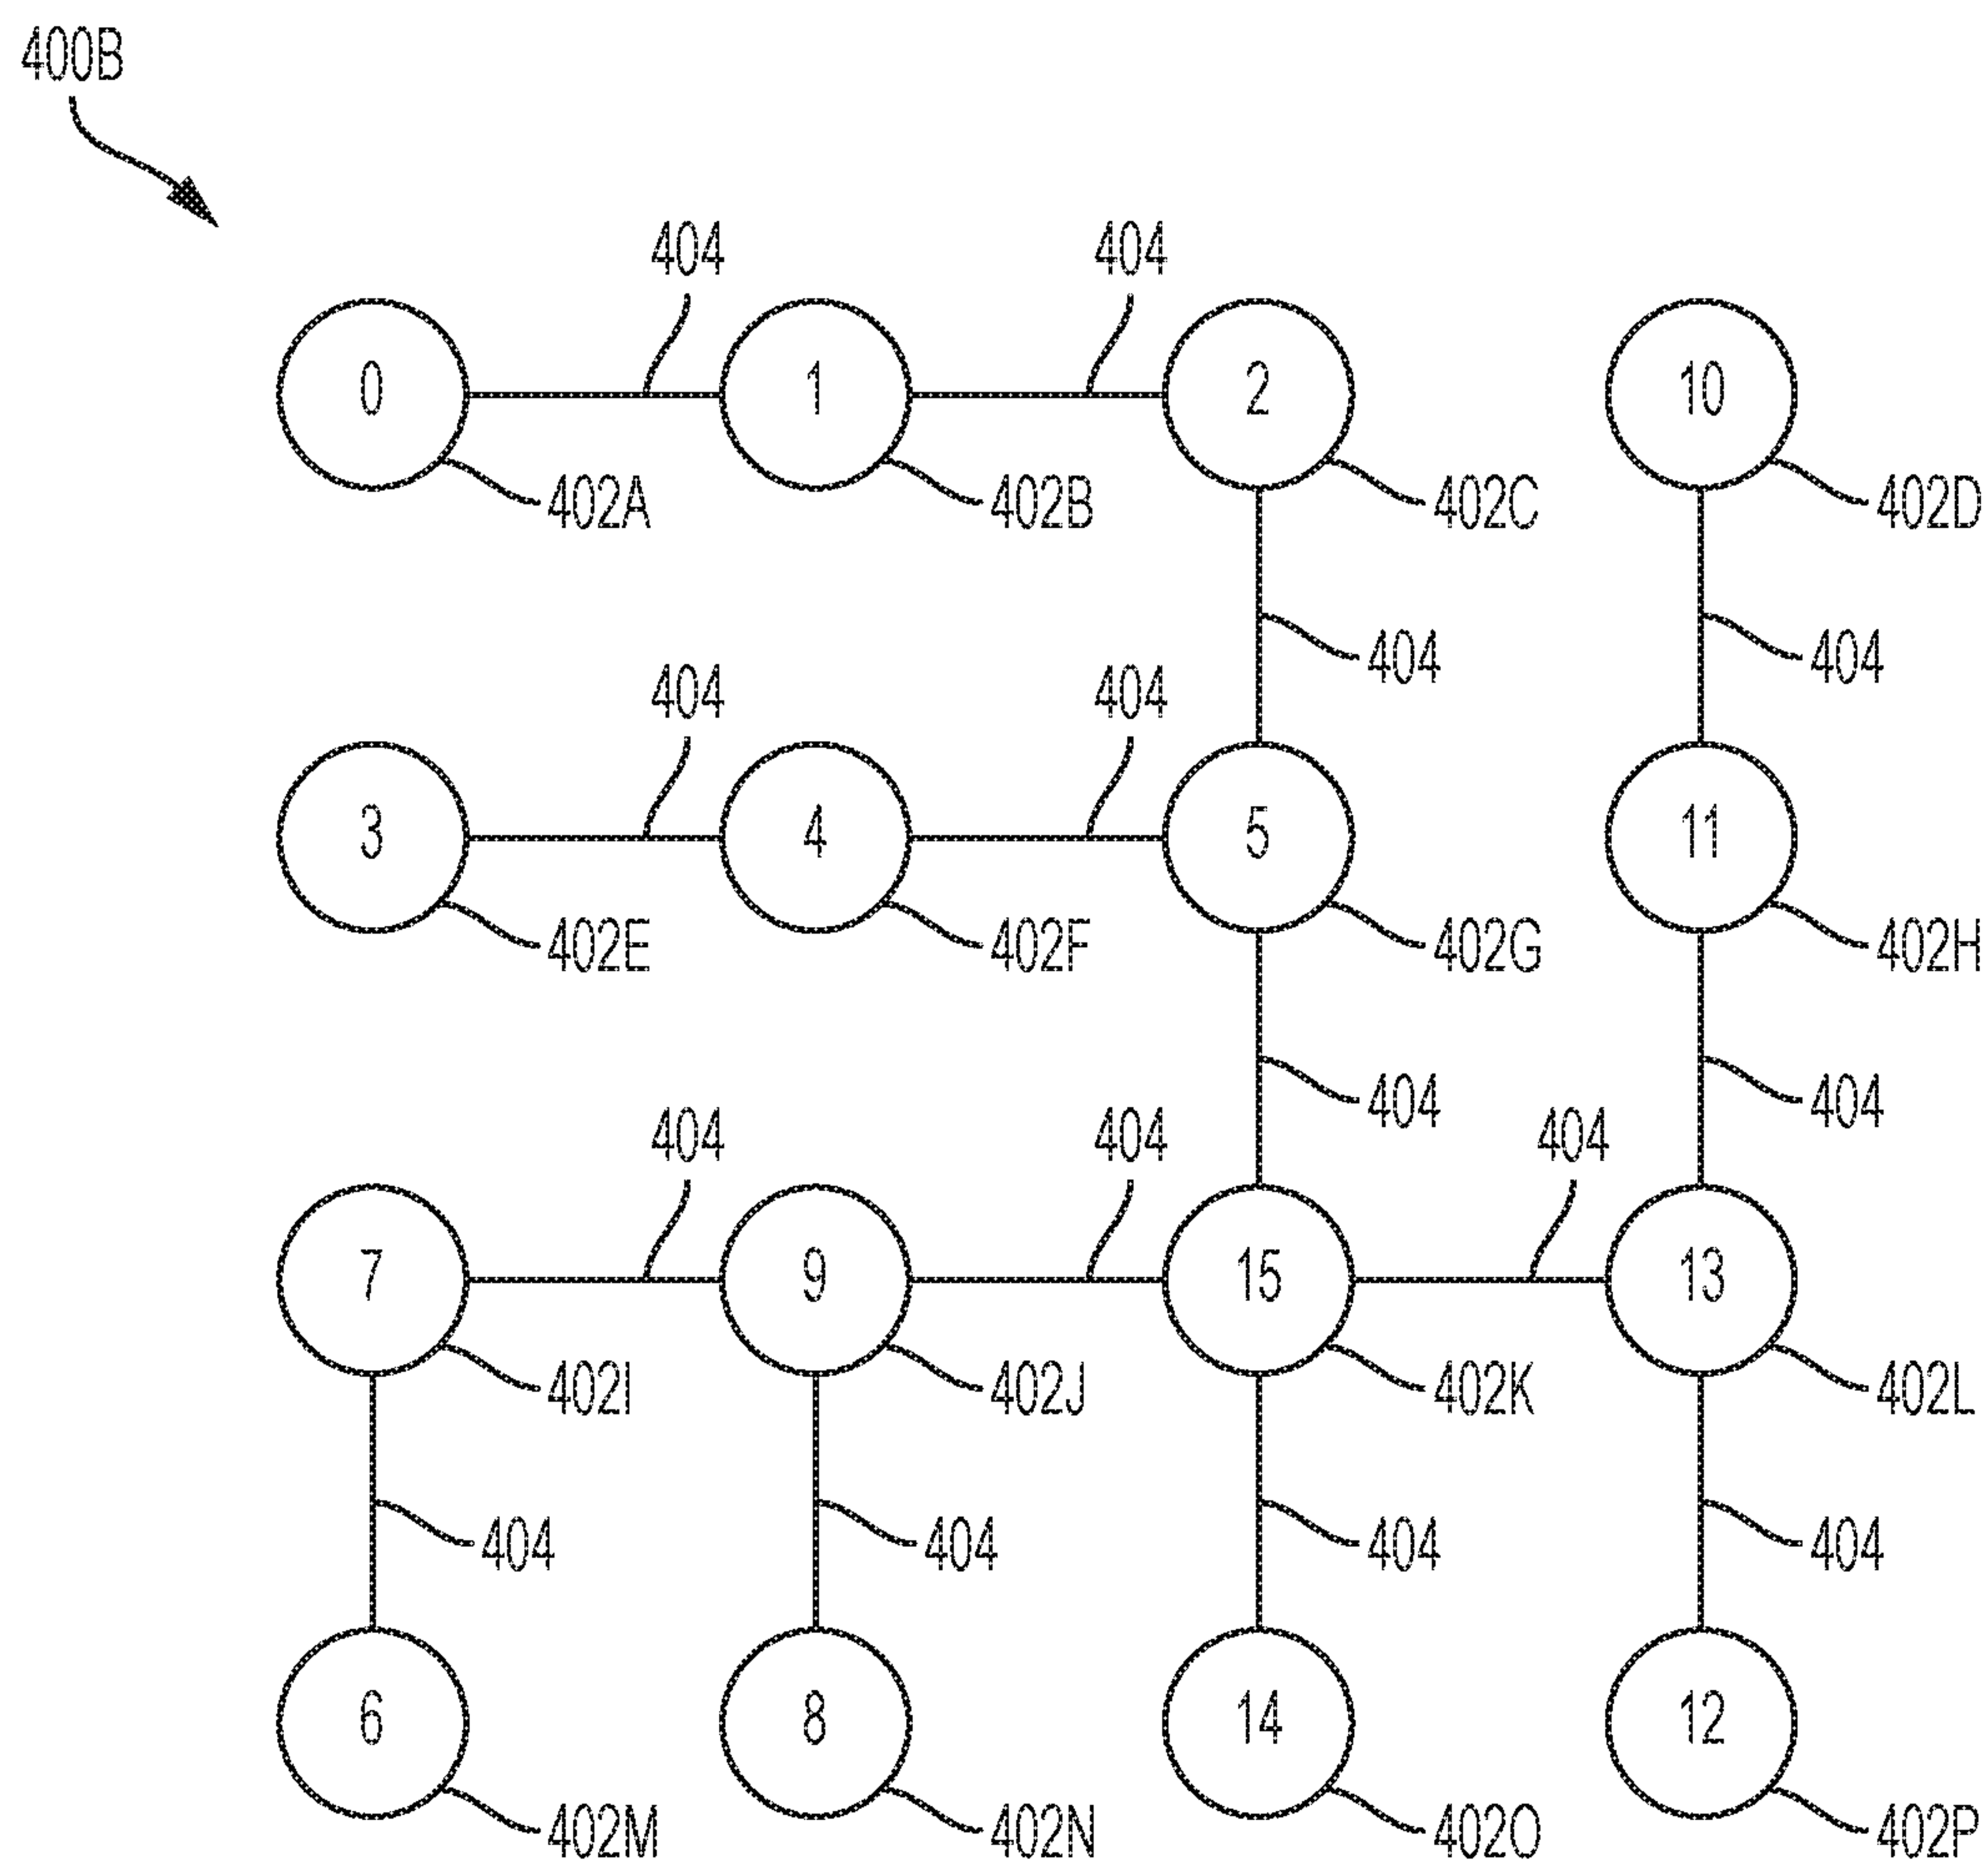 400B
404 404
0 1 2 10
402A 402B 402C 402D
404 404
404 404
3 4 5 11
402E 402F 402G 402H
404 404
404 404 404
7 9 15 13
402I 402J 402K 402L
404 404 404 404
6 8 14 12
402M 402N 402O 402P